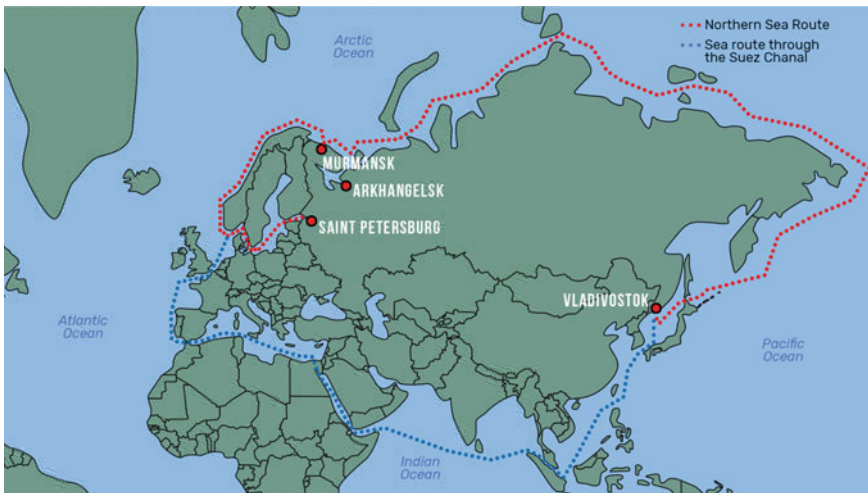 Northern Sea Route
Sea route through
the Suez Chanal
Arctic
Ocean
MURMANSK
ARKHANGELSK
SAINT PETERSBURG
VLADIVOSTOK
Atlantic
Ocean
Pacific
Ocean
Indian
Ocean